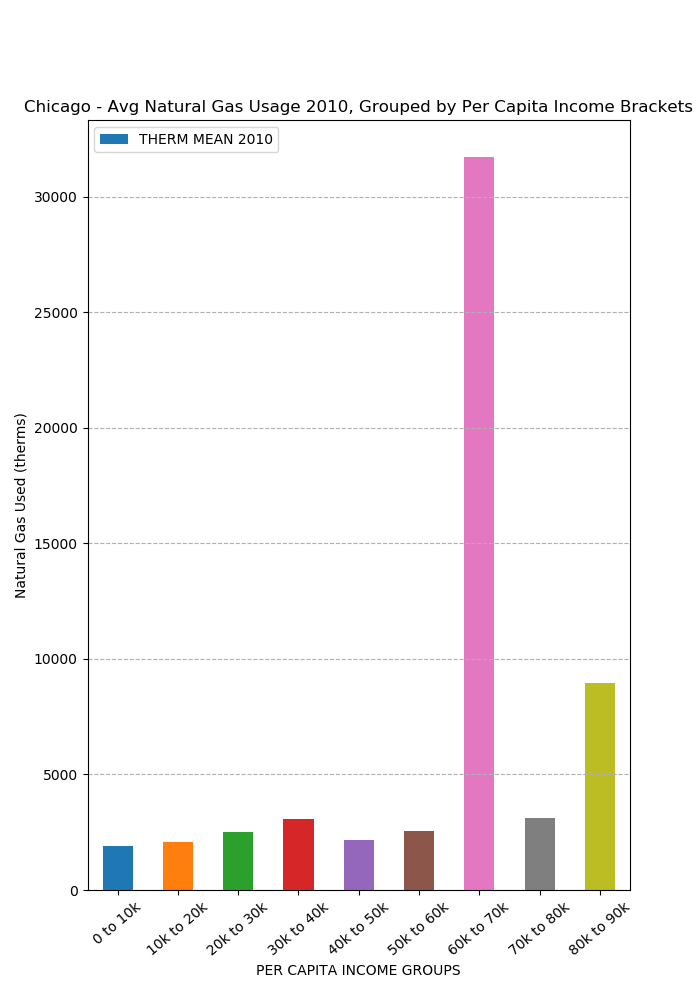 Chicago - Avg Natural Gas Usage 2010, Grouped by Per Capita Income Brackets
THERM MEAN 2010
30000
25000
20000
15000
10000
5000
0
Natural Gas Used (therms)
0 to 10k
10k to 20k
20k to 30k
30k to 40k
40k to 50k
50k to 60k
60k to 70k
70k to 80k
80k to 90k
PER CAPITA INCOME GROUPS